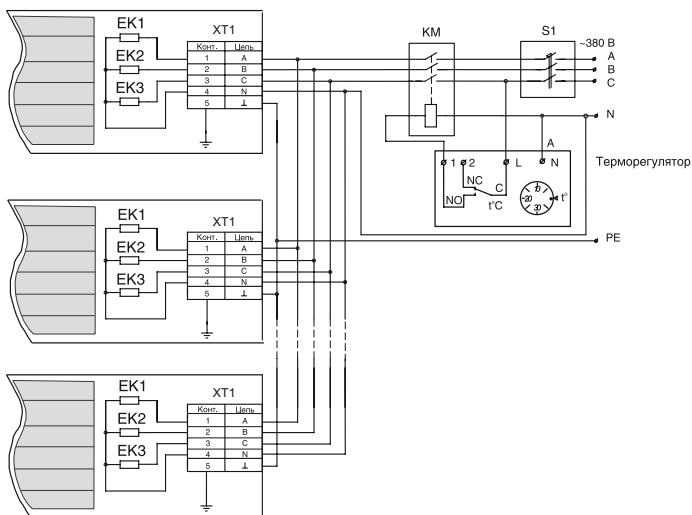 EK1
XT1
Конт. Цепь
EK2
1 A
2 B
EK3
3 C
4 N
5 ⊥
KM
S1
~380 В
A
B
C
N
A
1 2 L N
NC
C
NO
t°C
10
-20
30
t°
Терморегулятор
PE
EK1
XT1
Конт. Цепь
EK2
1 A
2 B
EK3
3 C
4 N
5 ⊥
EK1
XT1
Конт. Цепь
EK2
1 A
2 B
EK3
3 C
4 N
5 ⊥